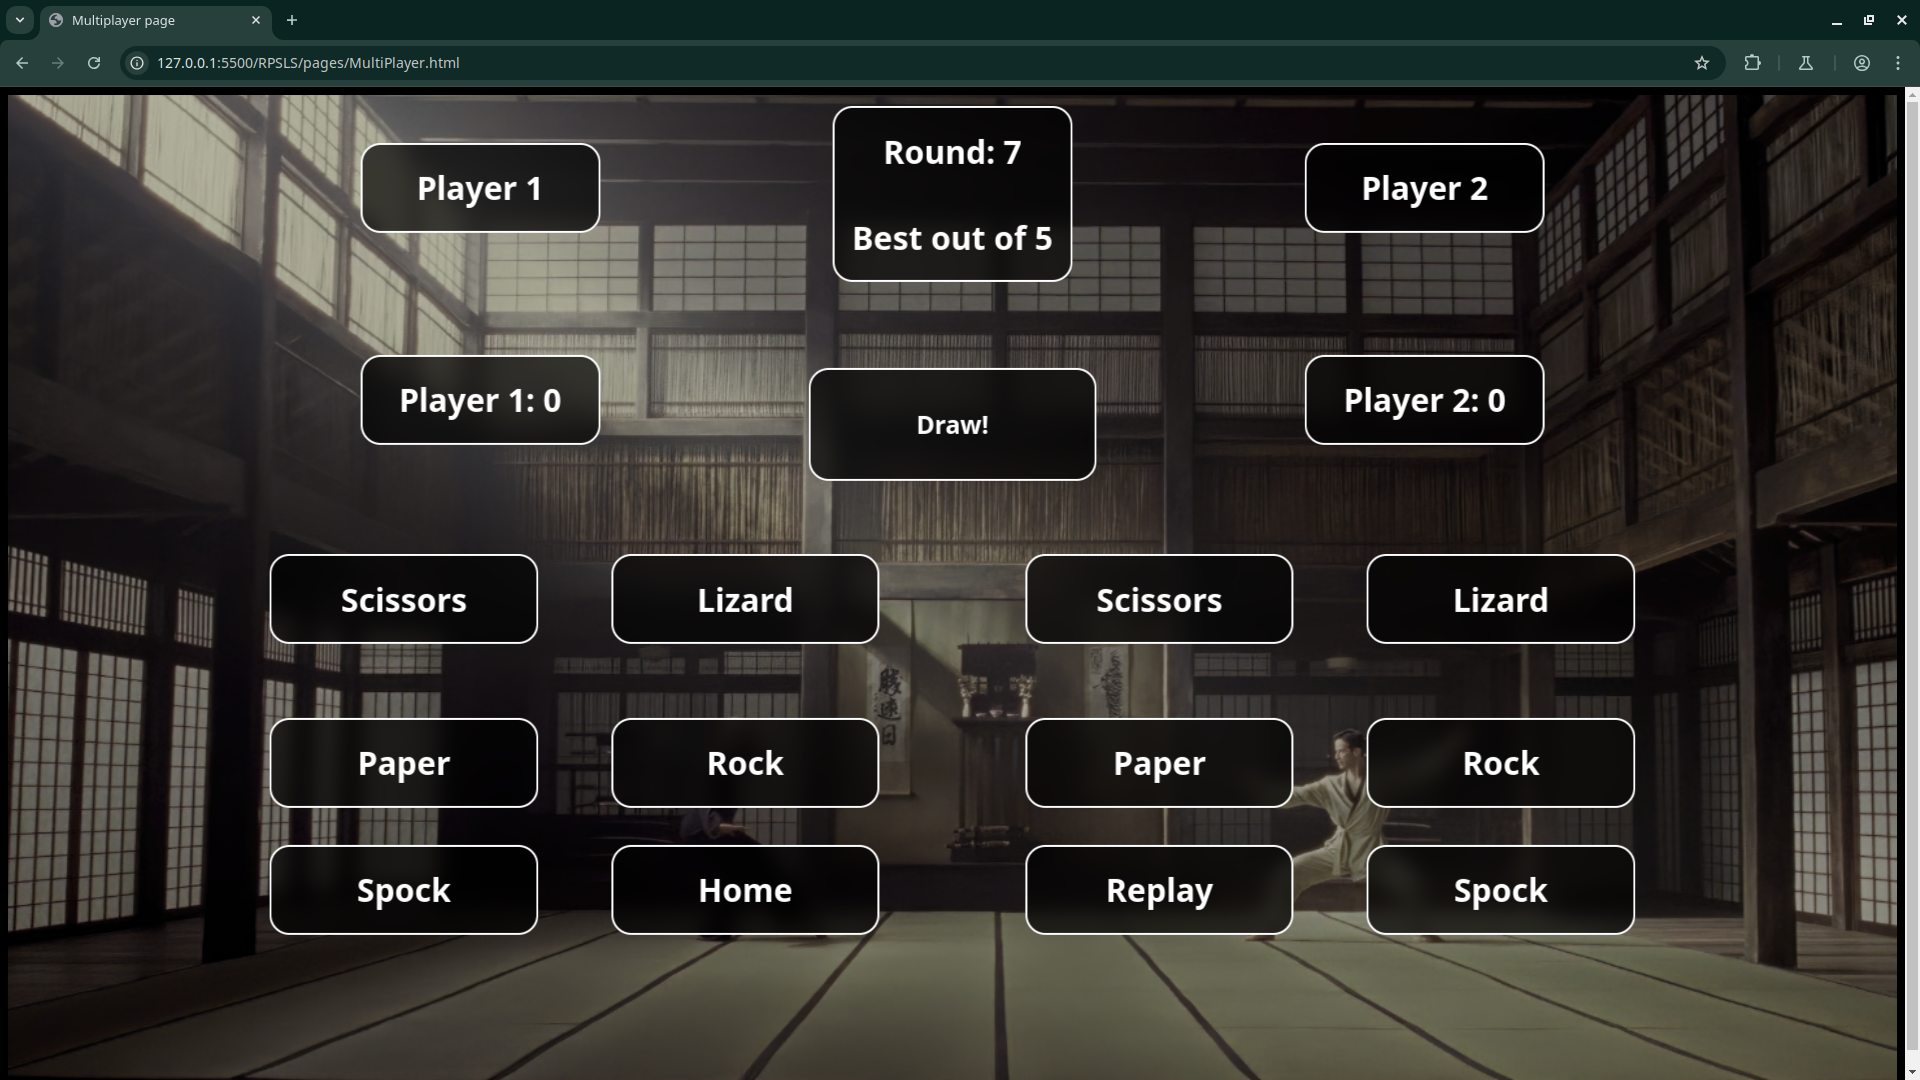 Multiplayer page
127.0.0.1:5500/RPSLS/pages/MultiPlayer.html
Player 1
Round: 7
Best out of 5
Player 2
Player 1: 0
Draw!
Player 2: 0
Scissors
Lizard
Scissors
Lizard
Paper
Rock
Paper
Rock
Spock
Home
Replay
Spock